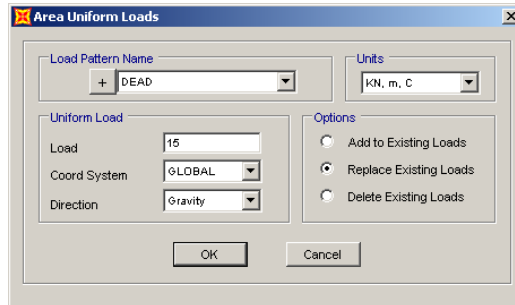 Area Uniform Loads
Load Pattern Name
+ DEAD
Units
KN, m, C
Uniform Load
Load 15
Coord System GLOBAL
Direction Gravity
Options
Add to Existing Loads
Replace Existing Loads
Delete Existing Loads
OK Cancel